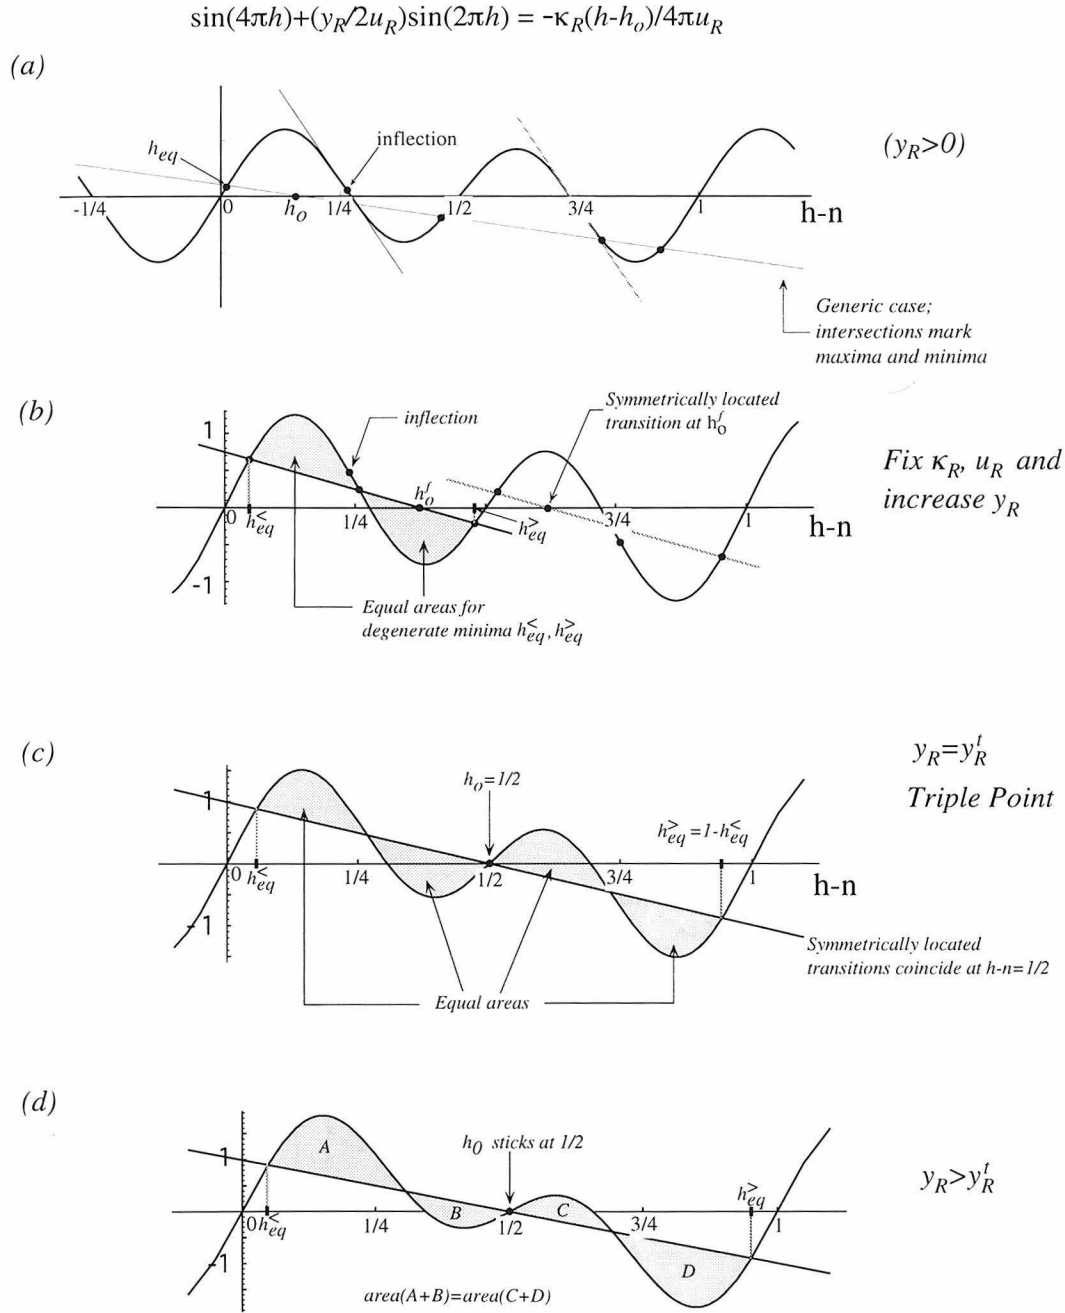 sin(4πh)+(y_R/2u_R)sin(2πh) = -κ_R(h-h_o)/4πu_R
(a)
h_eq
inflection
(y_R>0)
-1/4
0
h_o
1/4
1/2
3/4
1
h-n
Generic case;
intersections mark
maxima and minima
(b)
Symmetrically located
transition at h_o^f
inflection
1
Fix κ_R, u_R and
increase y_R
h_o^f
0
h_eq^<
1/4
h_eq^>
3/4
1
h-n
-1
Equal areas for
degenerate minima h_eq^<, h_eq^>
(c)
y_R=y_R^t
Triple Point
h_o=1/2
1
h_eq^>=1-h_eq^<
0
h_eq^<
1/4
1/2
3/4
1
h-n
-1
Symmetrically located
transitions coincide at h-n=1/2
Equal areas
(d)
h_0 sticks at 1/2
1
A
y_R>y_R^t
h_eq^>
B
C
0
h_eq^<
1/4
1/2
3/4
1
-1
D
area(A+B)=area(C+D)